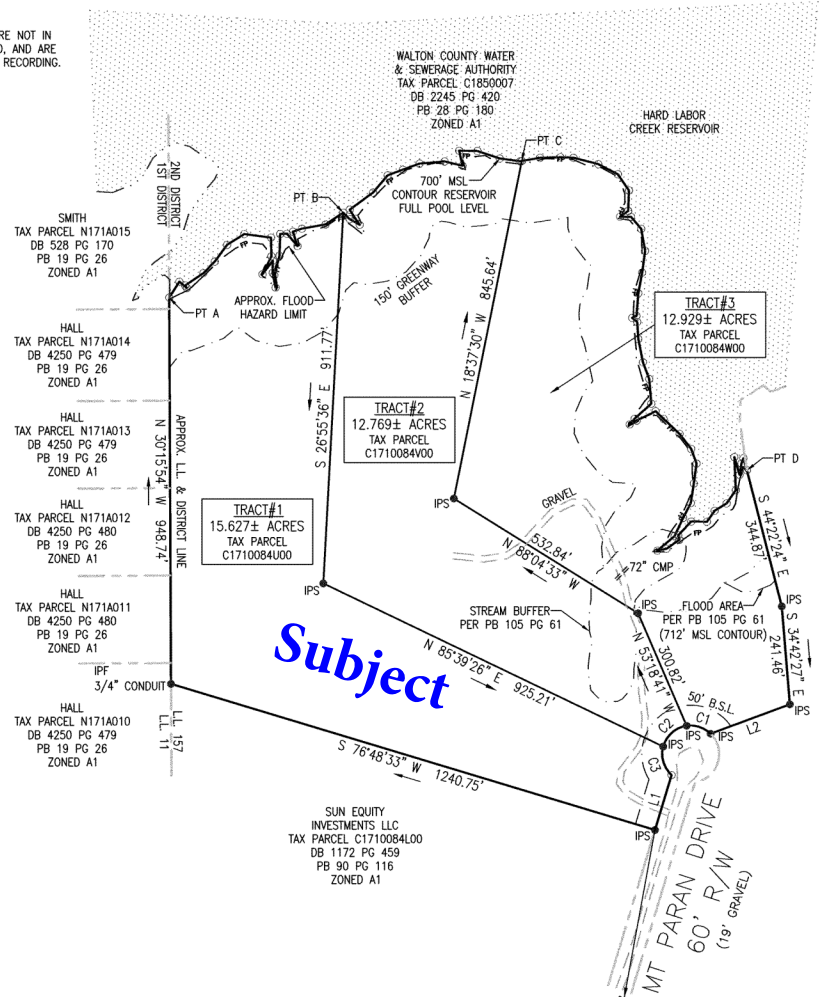 RE NOT IN
D, AND ARE
RECORDING.
WALTON COUNTY WATER
& SEWERAGE AUTHORITY
TAX PARCEL C1850007
DB 2245 PG 420
PB 28 PG 180
ZONED A1
HARD LABOR
CREEK RESERVOIR
PT C
700' MSL
CONTOUR RESERVOIR
FULL POOL LEVEL
2ND DISTRICT
1ST DISTRICT
PT B
SMITH
TAX PARCEL N171A015
DB 528 PG 170
PB 19 PG 26
ZONED A1
FP
FP
FP
FP
FP
150' GREENWAY
BUFFER
APPROX. FLOOD
HAZARD LIMIT
PT A
TRACT#3
12.929± ACRES
TAX PARCEL
C1710084W00
HALL
TAX PARCEL N171A014
DB 4250 PG 479
PB 19 PG 26
ZONED A1
N 18°37'30" W 845.64'
S 26°55'36" E 911.77'
TRACT#2
12.769± ACRES
TAX PARCEL
C1710084V00
HALL
TAX PARCEL N171A013
DB 4250 PG 479
PB 19 PG 26
ZONED A1
APPROX. L.L. & DISTRICT LINE
N 30°15'54" W 948.74'
PT D
IPS
GRAVEL
HALL
TAX PARCEL N171A012
DB 4250 PG 480
PB 19 PG 26
ZONED A1
TRACT#1
15.627± ACRES
TAX PARCEL
C1710084U00
S 44°22'24" E
344.87'
532.84'
N 88°04'33" W
72" CMP
IPS
HALL
TAX PARCEL N171A011
DB 4250 PG 480
PB 19 PG 26
ZONED A1
STREAM BUFFER
PER PB 105 PG 61
IPS
FLOOD AREA
PER PB 105 PG 61
(712' MSL CONTOUR)
S 34°42'27" E
241.46'
Subject
N 85°39'26" E 925.21'
300.82'
N 53°18'41" W
IPF
3/4" CONDUIT
50' B.S.L.
C1
C2
IPS
IPS
L2
IPS
IPS
HALL
TAX PARCEL N171A010
DB 4250 PG 479
PB 19 PG 26
ZONED A1
L.L. 157
L.L. 11
S 76°48'33" W 1240.75'
C3
L1
IPS
SUN EQUITY
INVESTMENTS LLC
TAX PARCEL C1710084L00
DB 1172 PG 459
PB 90 PG 116
ZONED A1
MT PARAN DRIVE
60' R/W
(19' GRAVEL)